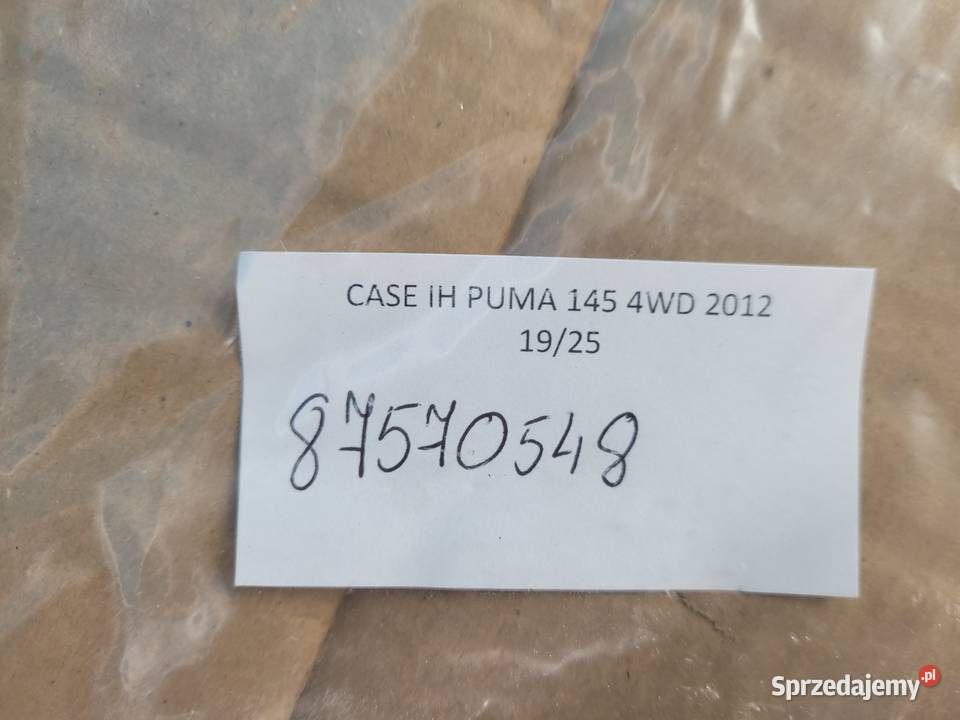 CASE IH PUMA 145 4WD 2012
19/25
87570548
Sprzedajemy.pl